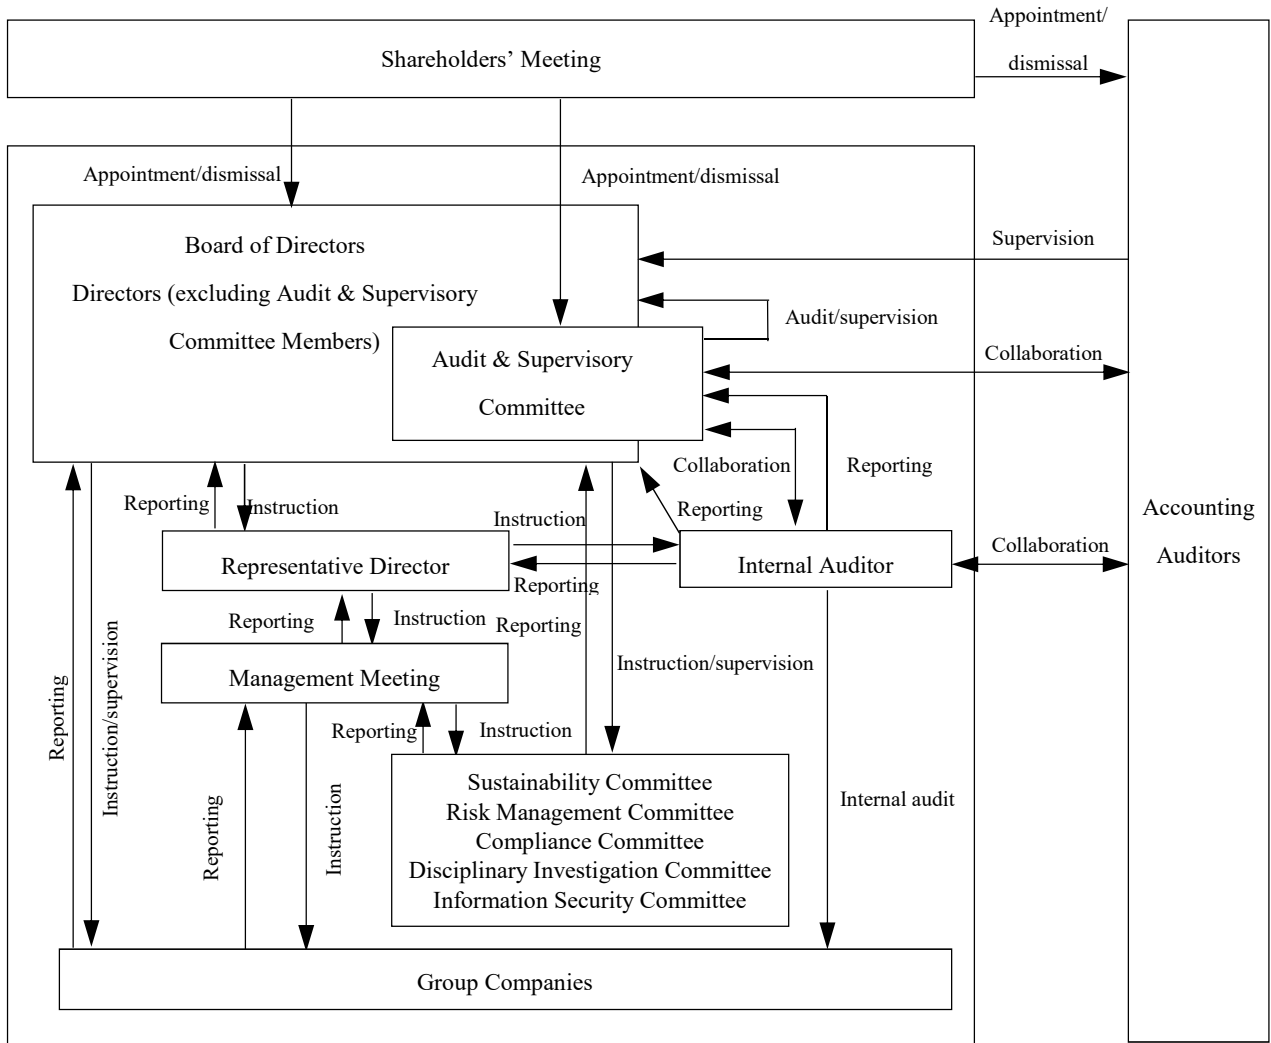 Appointment/
dismissal
Shareholders’ Meeting
Appointment/dismissal
Appointment/dismissal
Board of Directors
Directors (excluding Audit & Supervisory
Committee Members)
Supervision
Audit/supervision
Audit & Supervisory
Committee
Collaboration
Collaboration
Reporting
Reporting
Instruction
Reporting
Instruction
Accounting
Auditors
Representative Director
Internal Auditor
Collaboration
Reporting
Reporting
Instruction
Reporting
Instruction/supervision
Management Meeting
Reporting
Instruction/supervision
Reporting
Instruction
Sustainability Committee
Risk Management Committee
Compliance Committee
Disciplinary Investigation Committee
Information Security Committee
Internal audit
Reporting
Instruction
Group Companies